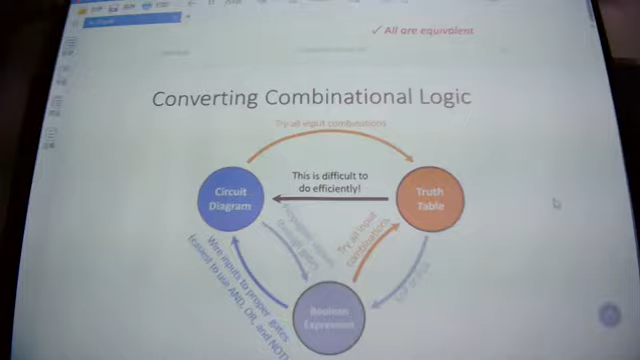 ✓ All are equivalent
Converting Combinational Logic
Try all input combinations
This is difficult to
do efficiently!
Circuit
Diagram
Truth
Table
Try all input
combinations
through gates
Wire inputs to proper gates
(easiest to use AND, OR, and NOT)
Boolean
Expression